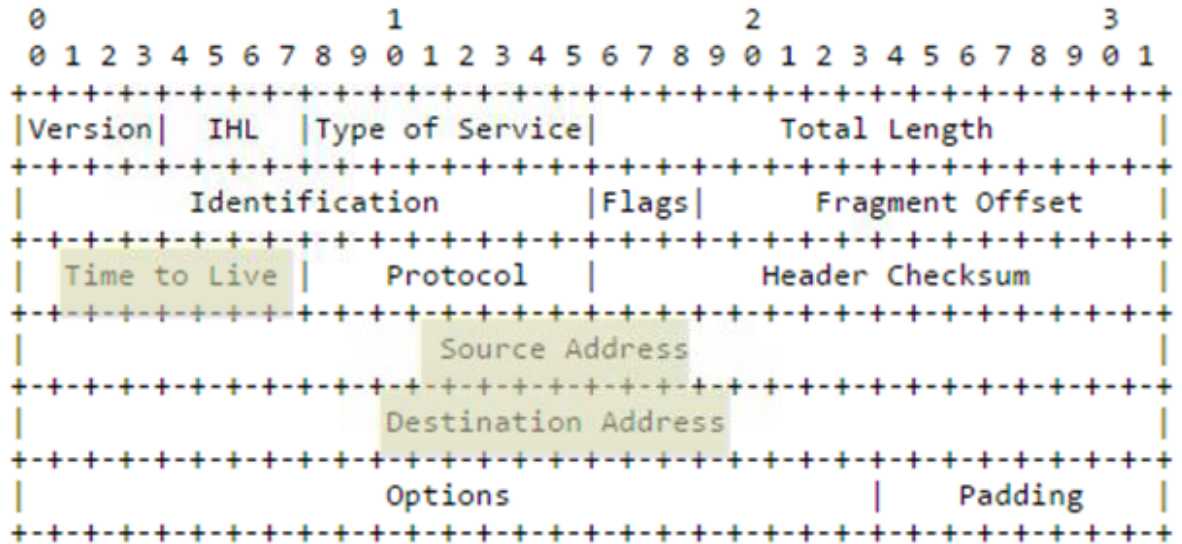 0                   1                   2                   3
 0 1 2 3 4 5 6 7 8 9 0 1 2 3 4 5 6 7 8 9 0 1 2 3 4 5 6 7 8 9 0 1
+-+-+-+-+-+-+-+-+-+-+-+-+-+-+-+-+-+-+-+-+-+-+-+-+-+-+-+-+-+-+-+-+
|Version|  IHL  |Type of Service|          Total Length         |
+-+-+-+-+-+-+-+-+-+-+-+-+-+-+-+-+-+-+-+-+-+-+-+-+-+-+-+-+-+-+-+-+
|         Identification        |Flags|      Fragment Offset    |
+-+-+-+-+-+-+-+-+-+-+-+-+-+-+-+-+-+-+-+-+-+-+-+-+-+-+-+-+-+-+-+-+
|  Time to Live |    Protocol   |         Header Checksum       |
+-+-+-+-+-+-+-+-+-+-+-+-+-+-+-+-+-+-+-+-+-+-+-+-+-+-+-+-+-+-+-+-+
|                       Source Address                          |
+-+-+-+-+-+-+-+-+-+-+-+-+-+-+-+-+-+-+-+-+-+-+-+-+-+-+-+-+-+-+-+-+
|                    Destination Address                        |
+-+-+-+-+-+-+-+-+-+-+-+-+-+-+-+-+-+-+-+-+-+-+-+-+-+-+-+-+-+-+-+-+
|                    Options                    |    Padding    |
+-+-+-+-+-+-+-+-+-+-+-+-+-+-+-+-+-+-+-+-+-+-+-+-+-+-+-+-+-+-+-+-+